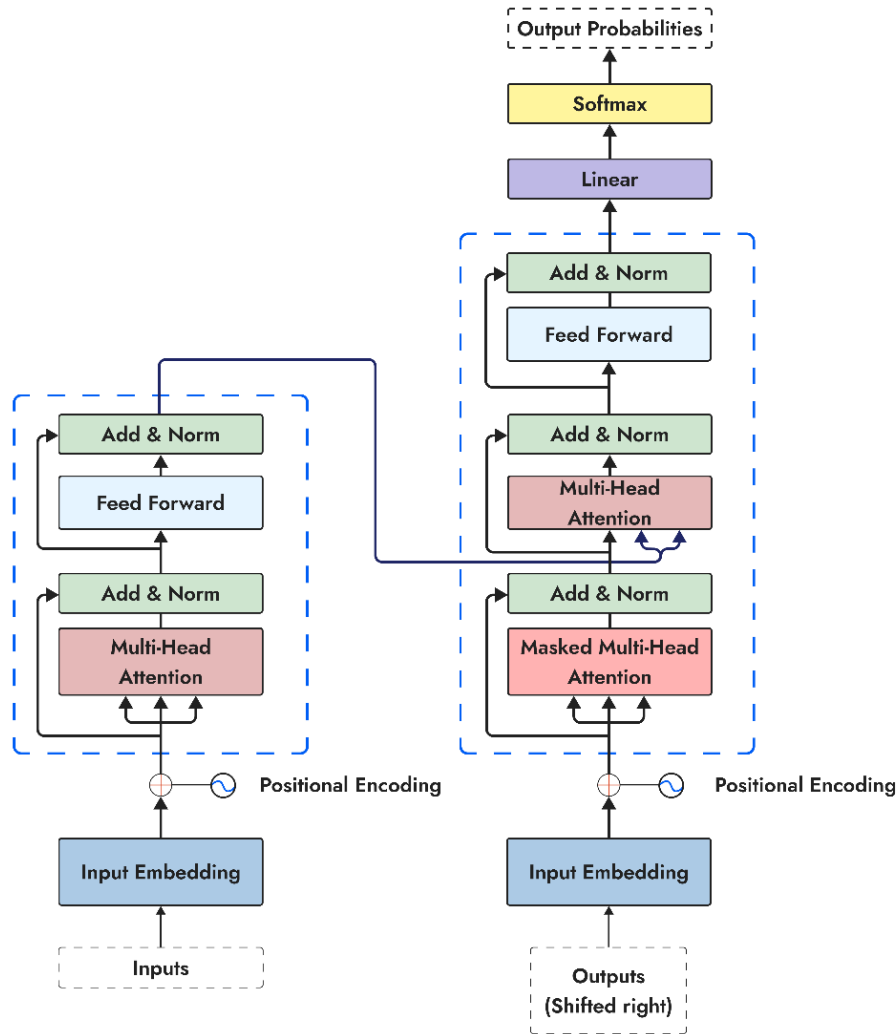 Output Probabilities
Softmax
Linear
Add & Norm
Feed Forward
Add & Norm
Multi-Head
Attention
Add & Norm
Masked Multi-Head
Attention
Positional Encoding
Input Embedding
Outputs
(Shifted right)
Add & Norm
Feed Forward
Add & Norm
Multi-Head
Attention
Positional Encoding
Input Embedding
Inputs